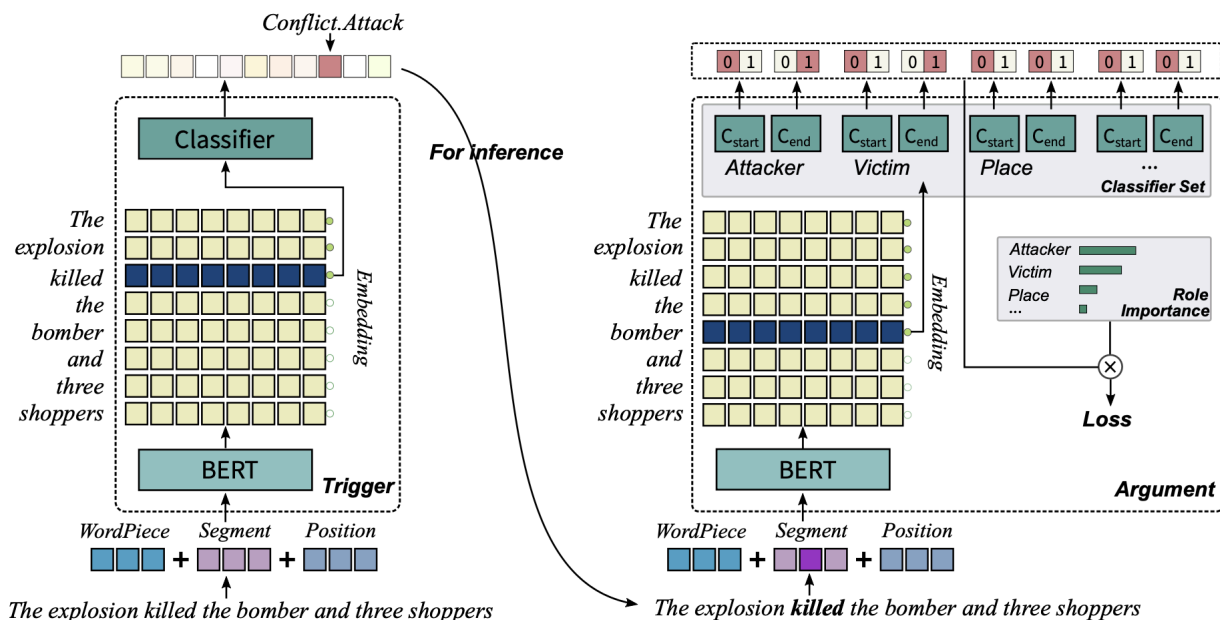 Conflict.Attack
Classifier
For inference
The
explosion
killed
the
bomber
and
three
shoppers
Embedding
BERT
Trigger
WordPiece + Segment + Position
The explosion killed the bomber and three shoppers
0 1 0 1 0 1 0 1 0 1 0 1 0 1 0 1
Cstart Cend Cstart Cend Cstart Cend Cstart Cend
Attacker Victim Place ...
Classifier Set
The
explosion
killed
the
bomber
and
three
shoppers
Embedding
Attacker
Victim
Place
...
Role
Importance
×
Loss
BERT
Argument
WordPiece + Segment + Position
The explosion killed the bomber and three shoppers